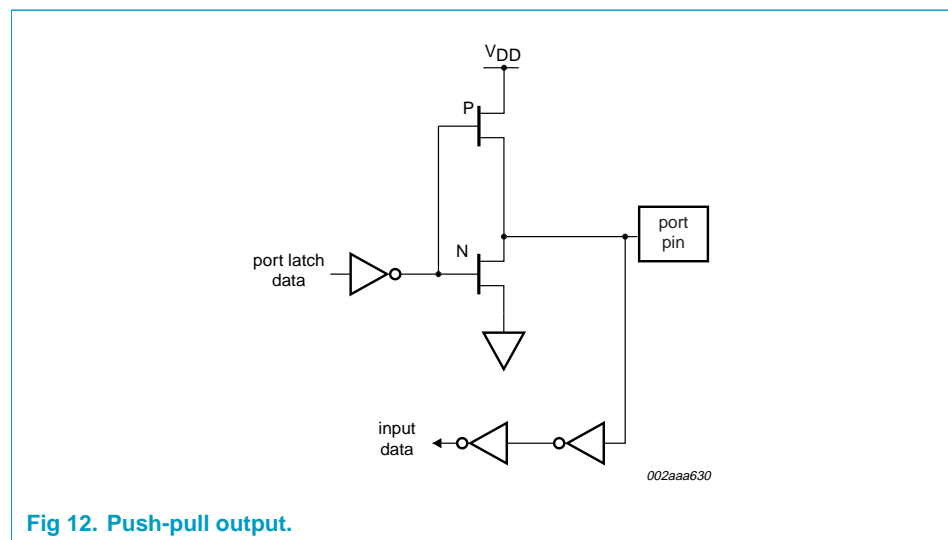 VDD
P
N
port latch
data
port
pin
input
data
002aaa630
Fig 12. Push-pull output.